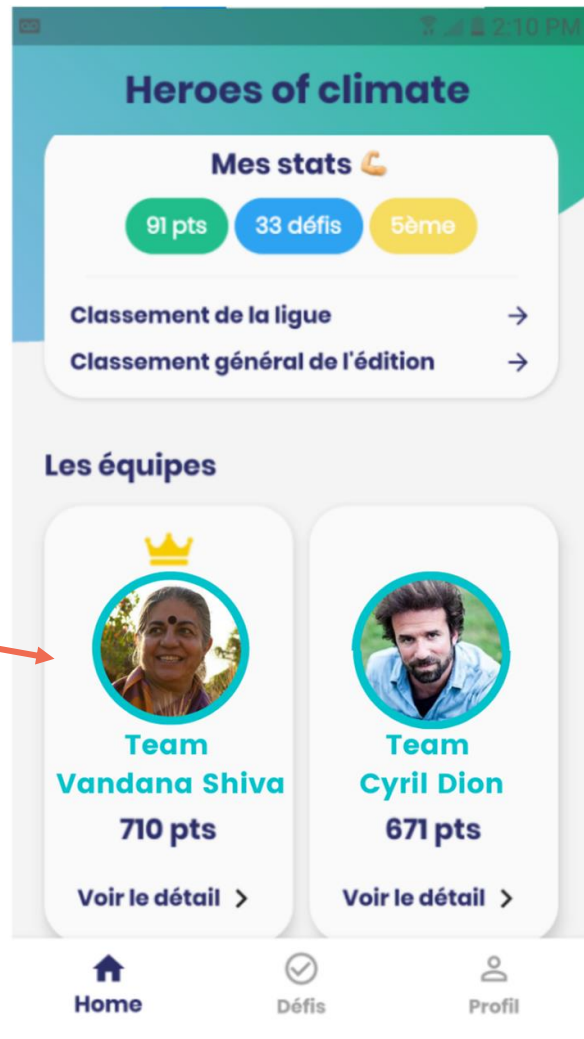 2:10 PM
Heroes of climate
Mes stats 💪🏻
91 pts 33 défis 5ème
Classement de la ligue →
Classement général de l'édition →
Les équipes
Team
Vandana Shiva
710 pts
Voir le détail >
Team
Cyril Dion
671 pts
Voir le détail >
Home Défis Profil